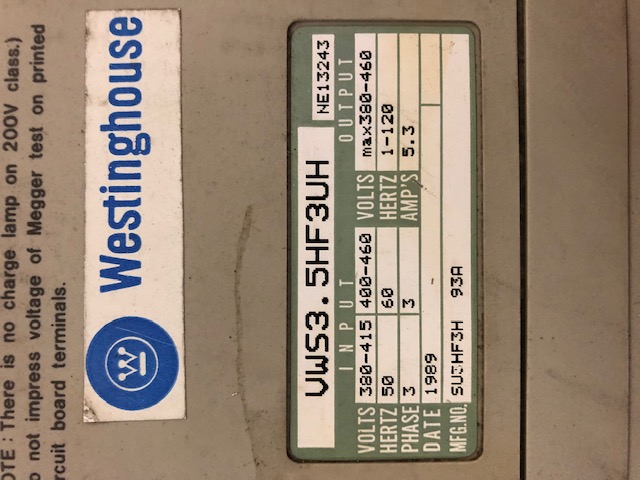 OTE : There is no charge lamp on 200V class.)
o not impress voltage of Megger test on printed
rcuit board terminals.
W Westinghouse
VWS3.5HF3UH NE13243
INPUT OUTPUT
VOLTS 380-415 400-460 VOLTS max380-460
HERTZ 50 60 HERTZ 1-120
PHASE 3 3 AMP'S 5.3
DATE 1989
MFG.NO. 93A